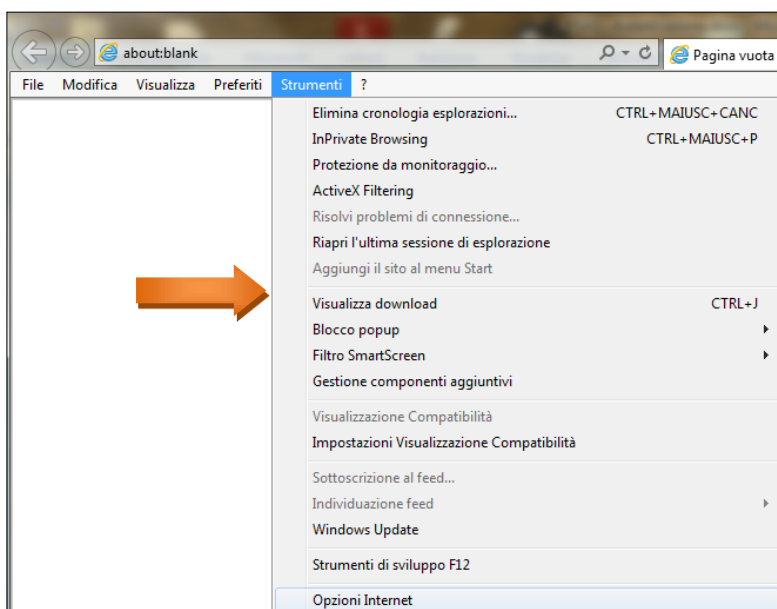 about:blank
Pagina vuota
File Modifica Visualizza Preferiti Strumenti ?
Elimina cronologia esplorazioni... CTRL+MAIUSC+CANC
InPrivate Browsing CTRL+MAIUSC+P
Protezione da monitoraggio...
ActiveX Filtering
Risolvi problemi di connessione...
Riapri l'ultima sessione di esplorazione
Aggiungi il sito al menu Start
Visualizza download CTRL+J
Blocco popup
Filtro SmartScreen
Gestione componenti aggiuntivi
Visualizzazione Compatibilità
Impostazioni Visualizzazione Compatibilità
Sottoscrizione al feed...
Individuazione feed
Windows Update
Strumenti di sviluppo F12
Opzioni Internet